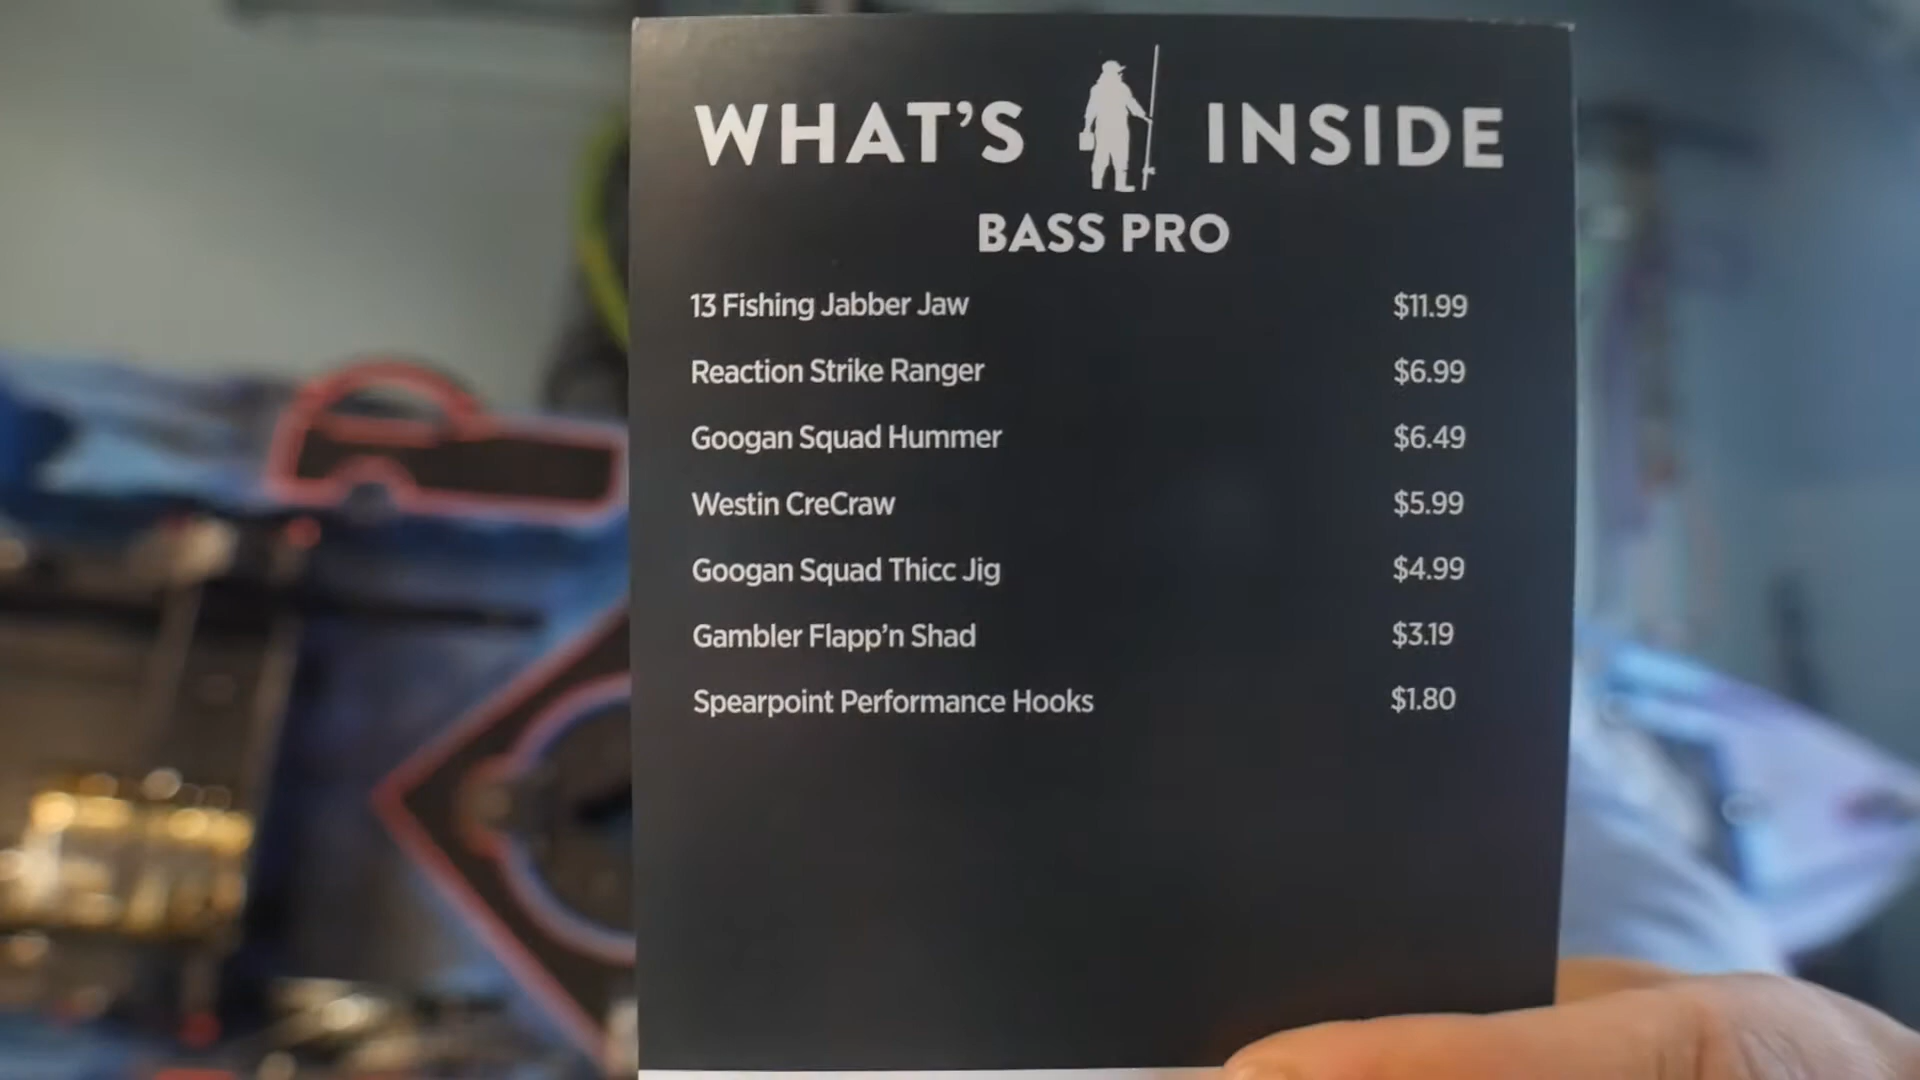 WHAT'S INSIDE
BASS PRO
13 Fishing Jabber Jaw $11.99
Reaction Strike Ranger $6.99
Googan Squad Hummer $6.49
Westin CreCraw $5.99
Googan Squad Thicc Jig $4.99
Gambler Flapp'n Shad $3.19
Spearpoint Performance Hooks $1.80